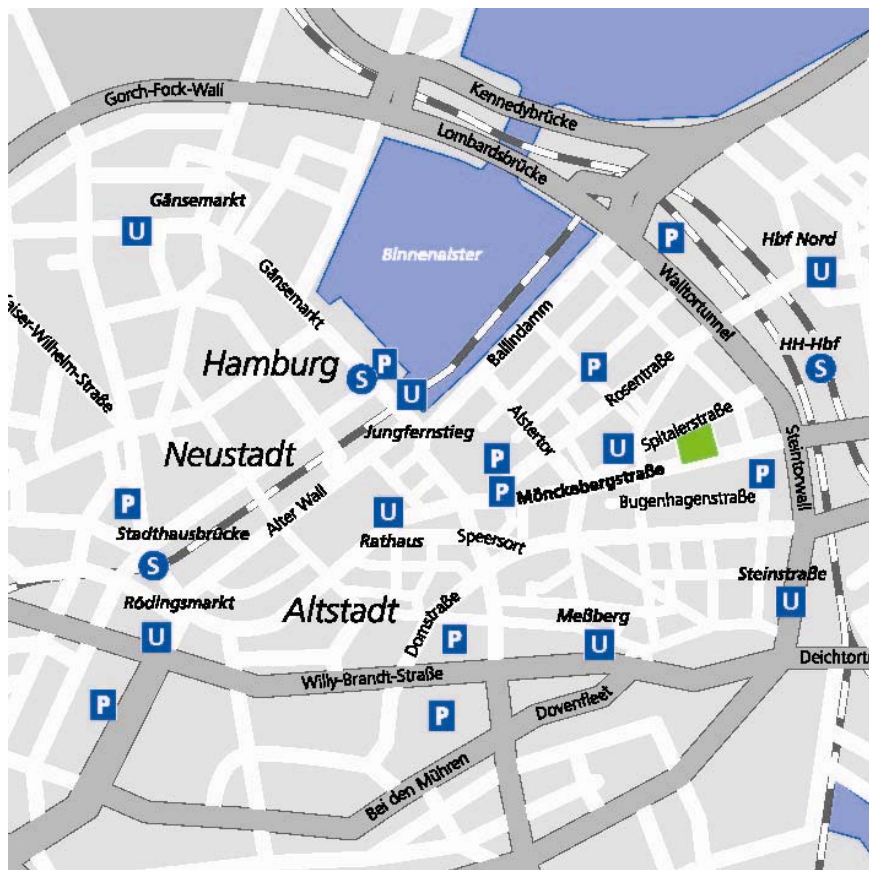 Kennedybrücke
Gorch-Fock-Wall
Lombardsbrücke
Gänsemarkt
U
P
Hbf Nord
Binnenalster
U
Gänsemarkt
Walltortunnel
Kaiser-Wilhelm-Straße
Ballindamm
HH-Hbf
Hamburg
P
P
Rosentraße
S
S
U
Jungfernstieg
Alstertor
Spitalerstraße
Neustadt
U
P
Steintorwall
Mönckebergstraße
P
P
P
Bugenhagenstraße
Alter Wall
U
Stadthausbrücke
Rathaus
Speersort
S
Steinstraße
Rödingsmarkt
Altstadt
Domstraße
Meßberg
U
U
P
U
Willy-Brandt-Straße
Deichtort
P
P
Dovenfleet
Bei den Mühren